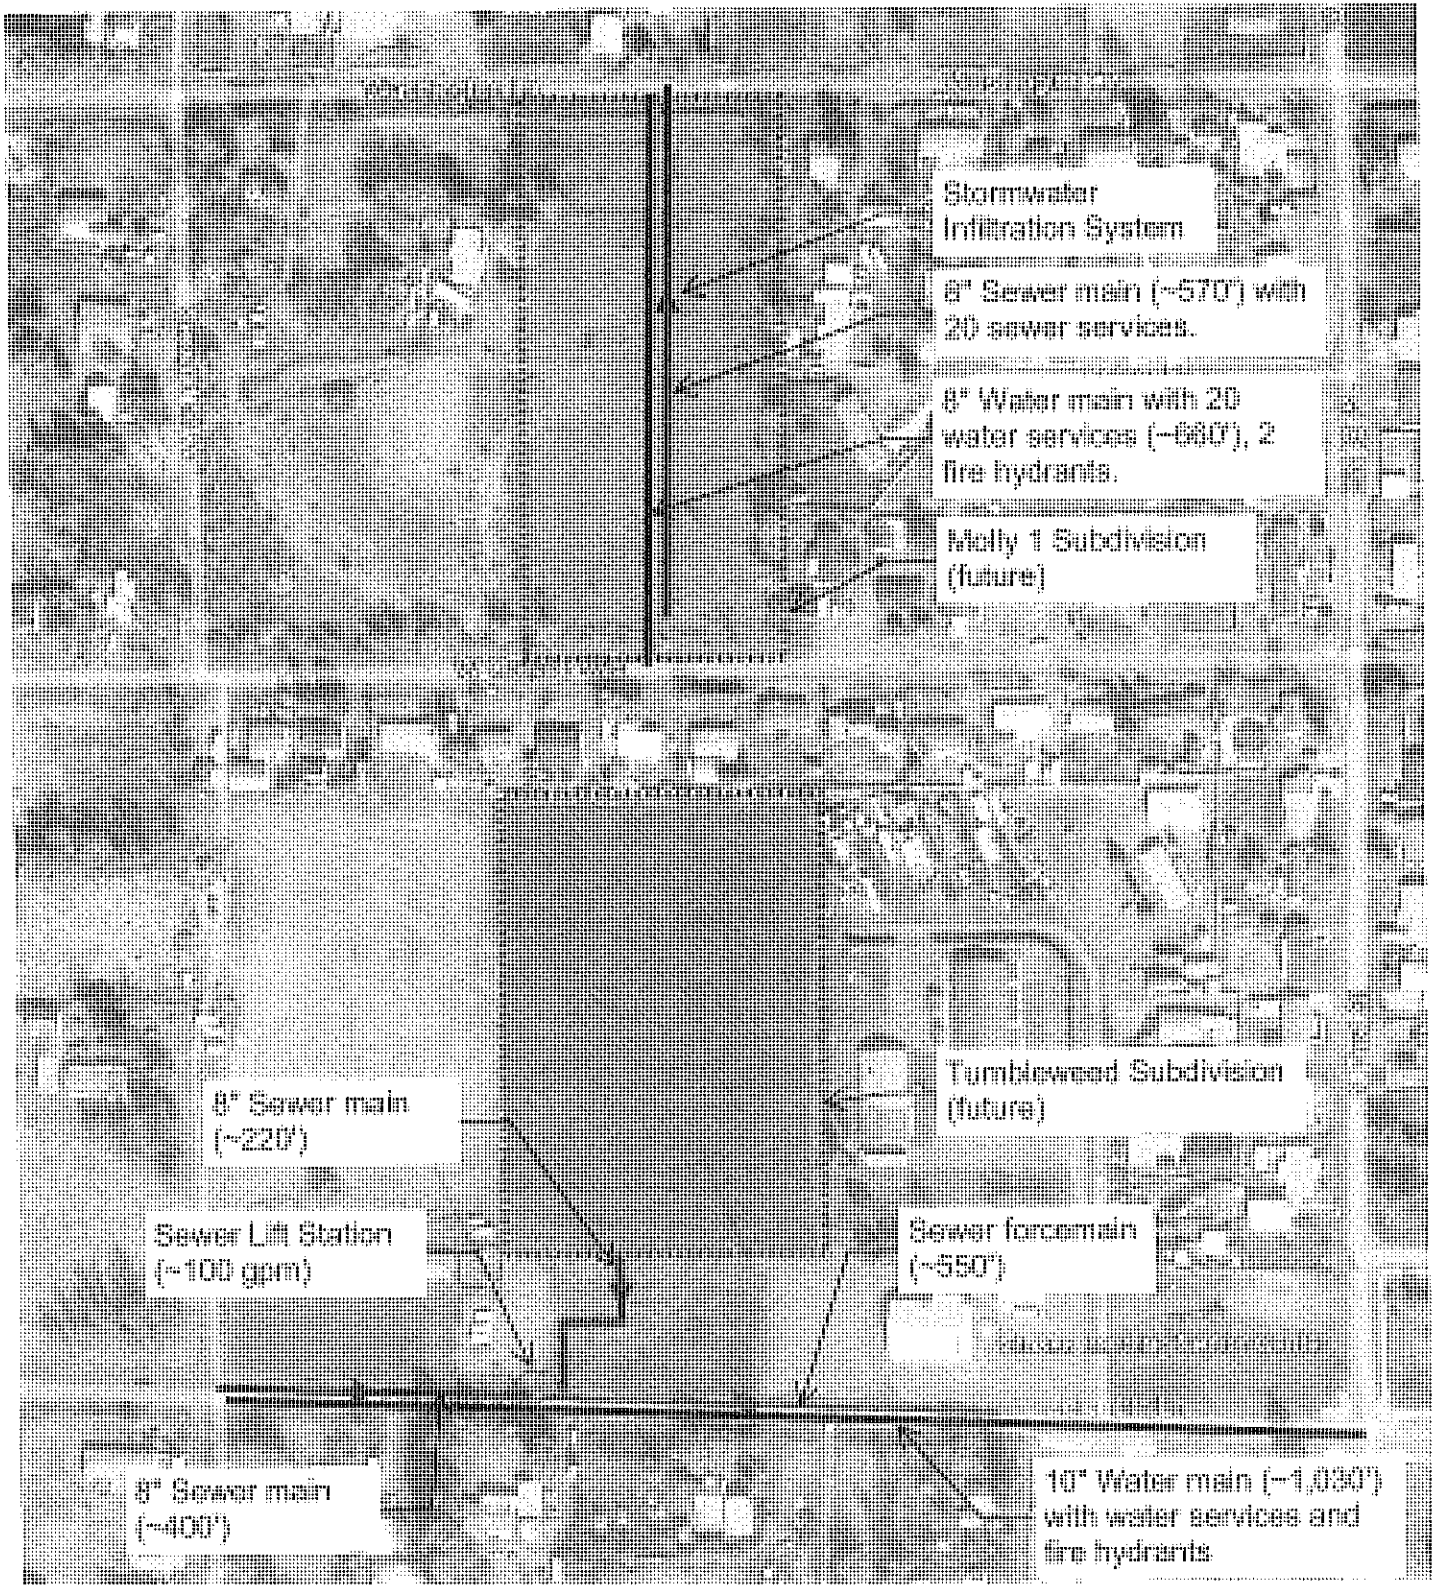 Stormwater
Infiltration System
8" Sewer main (~570') with
20 sewer services.
8" Water main with 20
water services (~660'), 2
fire hydrants.
Molly 1 Subdivision
(future)
Tumbleweed Subdivision
(future)
8" Sewer main
(~220')
Sewer Lift Station
(~100 gpm)
Sewer forcemain
(~550')
8" Sewer main
(~400')
10" Water main (~1,030')
with water services and
fire hydrants